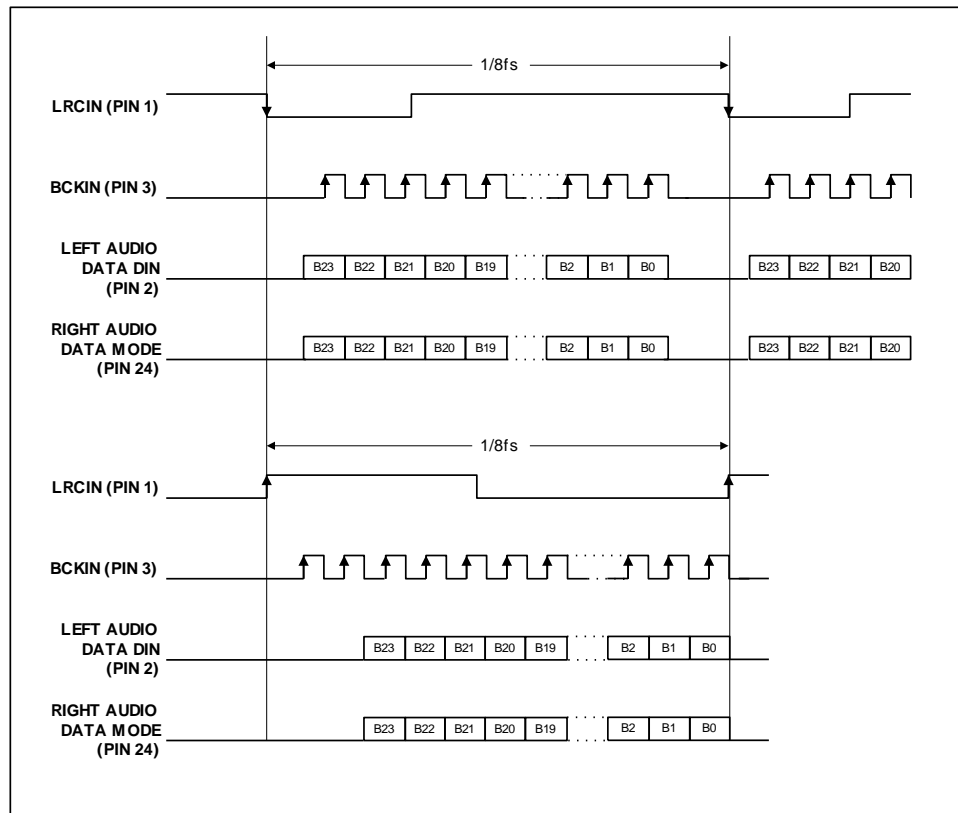 1/8fs
LRCIN (PIN 1)
BCKIN (PIN 3)
LEFT AUDIO
DATA DIN
(PIN 2)
B23 B22 B21 B20 B19 B2 B1 B0 B23 B22 B21 B20
RIGHT AUDIO
DATA MODE
(PIN 24)
B23 B22 B21 B20 B19 B2 B1 B0 B23 B22 B21 B20
1/8fs
LRCIN (PIN 1)
BCKIN (PIN 3)
LEFT AUDIO
DATA DIN
(PIN 2)
B23 B22 B21 B20 B19 B2 B1 B0
RIGHT AUDIO
DATA MODE
(PIN 24)
B23 B22 B21 B20 B19 B2 B1 B0